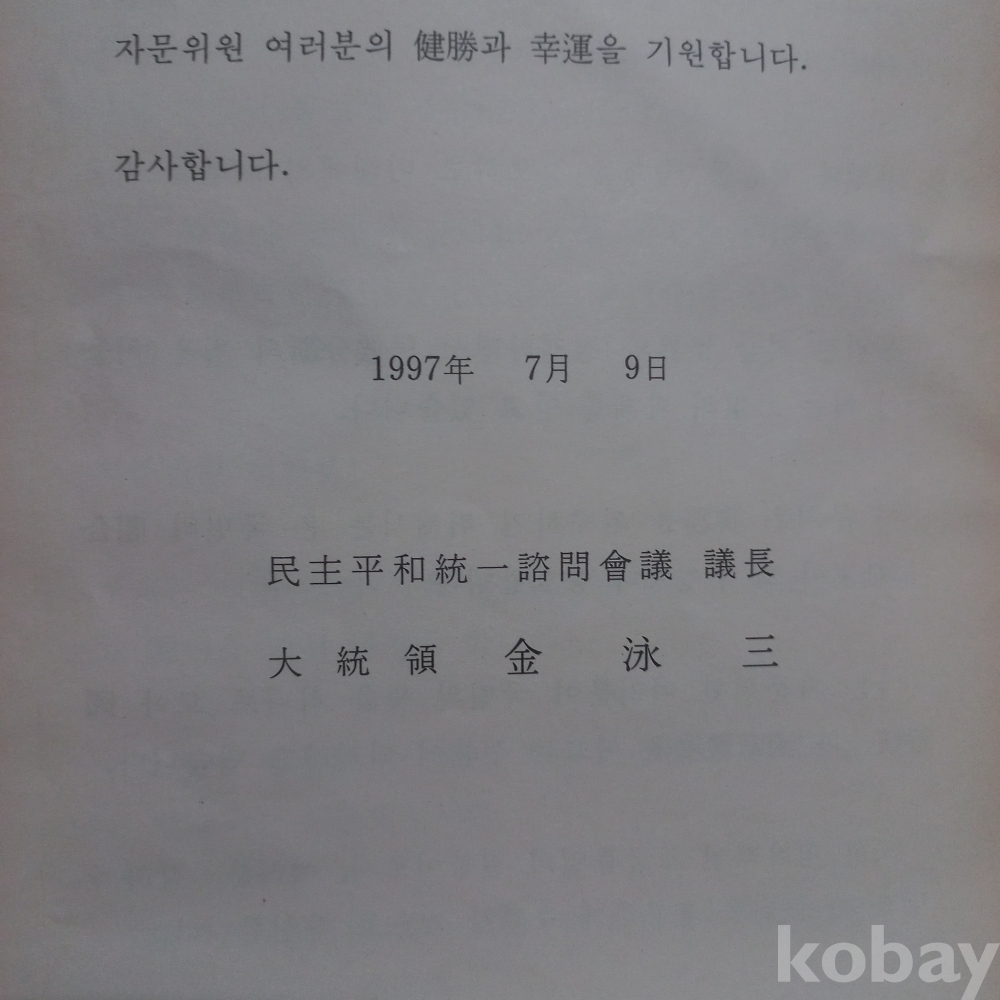 자문위원 여러분의 健勝과 幸運을 기원합니다.
감사합니다.
1997年 7月 9日
民主平和統一諮問會議 議長
大統領 金泳三
kobay